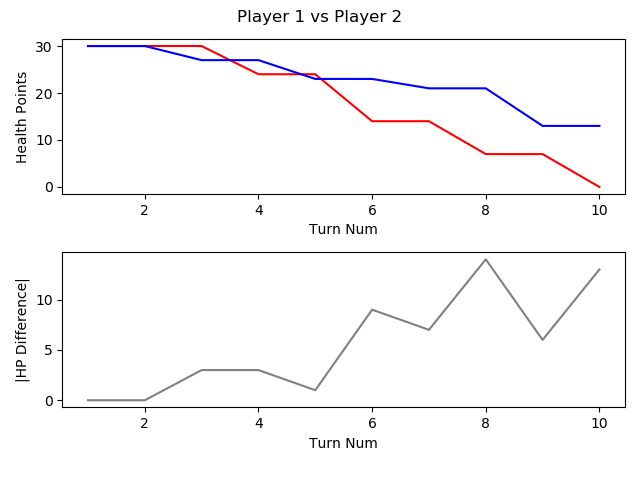 Player 1 vs Player 2
30
20
10
0
Health Points
2 4 6 8 10
Turn Num
10
5
0
|HP Difference|
2 4 6 8 10
Turn Num